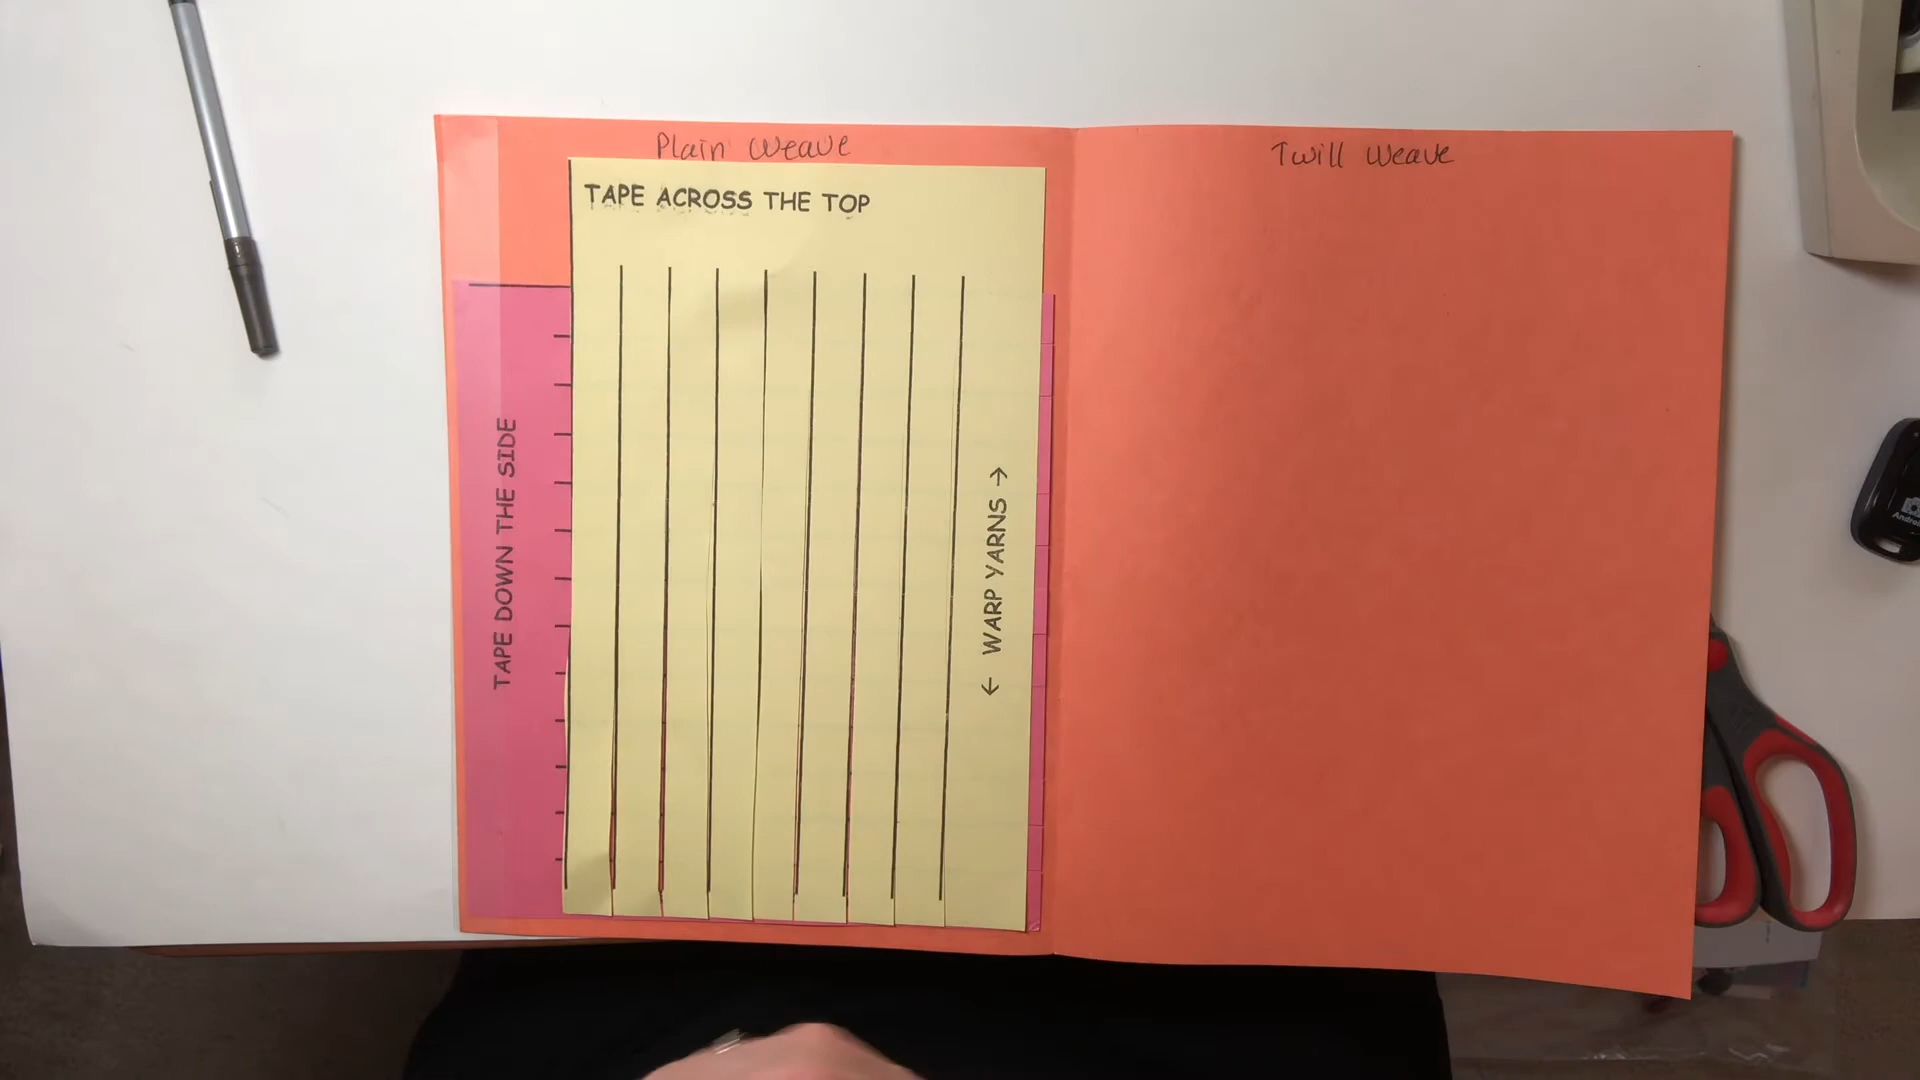 Plain Weave
Twill Weave
TAPE ACROSS THE TOP
TAPE DOWN THE SIDE
← WARP YARNS →